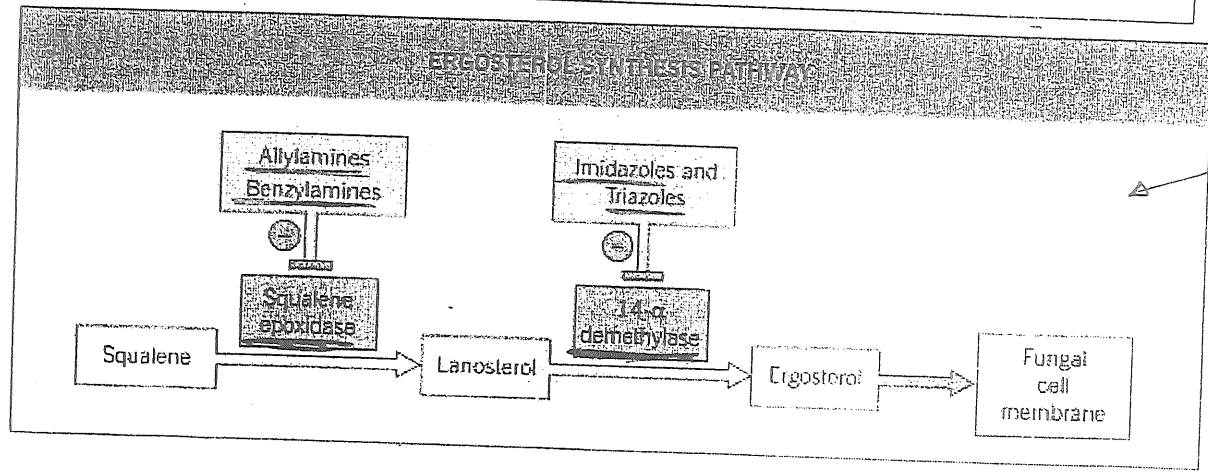 ERGOSTEROL SYNTHESIS PATHWAY
Allylamines
Benzylamines
Imidazoles and
Triazoles
Squalene
epoxidase
14-α
demethylase
Squalene
Lanosterol
Ergosterol
Fungal
cell
membrane